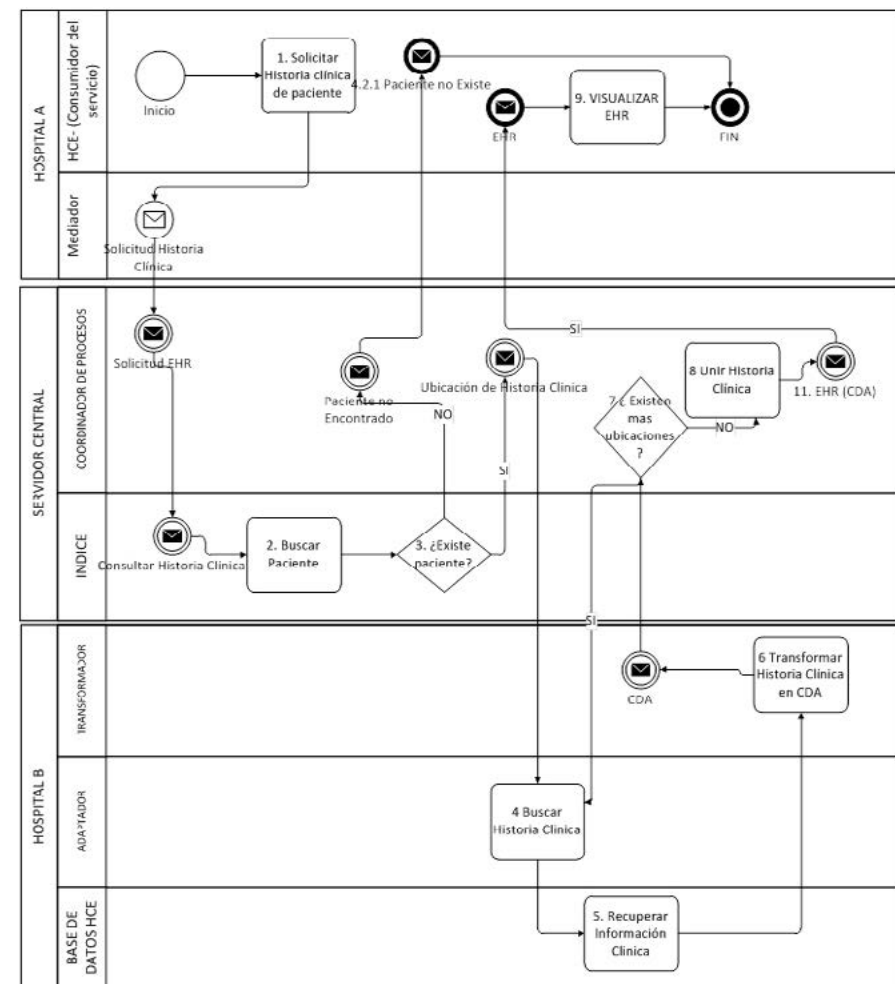 HOSPITAL A
HCE- (Consumidor del
servicio)
Inicio
1. Solicitar
Historia clínica
de paciente
4.2.1 Paciente no Existe
EHR
9. VISUALIZAR
EHR
FIN
Mediador
Solicitud Historia
Clínica
SERVIDOR CENTRAL
COORDINADOR DE PROCESOS
Solicitud EHR
Paciente no
Encontrado
NO
Ubicación de Historia Clinica
SI
SI
7 ¿ Existen
mas
ubicaciones
?
NO
8 Unir Historia
Clínica
11. EHR (CDA)
INDICE
Consultar Historia Clinica
2. Buscar
Paciente
3. ¿Existe
paciente?
SI
HOSPITAL B
TRANSFORMADOR
CDA
6 Transformar
Historia Clínica
en CDA
ADAPTADOR
4 Buscar
Historia Clinica
BASE DE
DATOS HCE
5. Recuperar
Información
Clinica